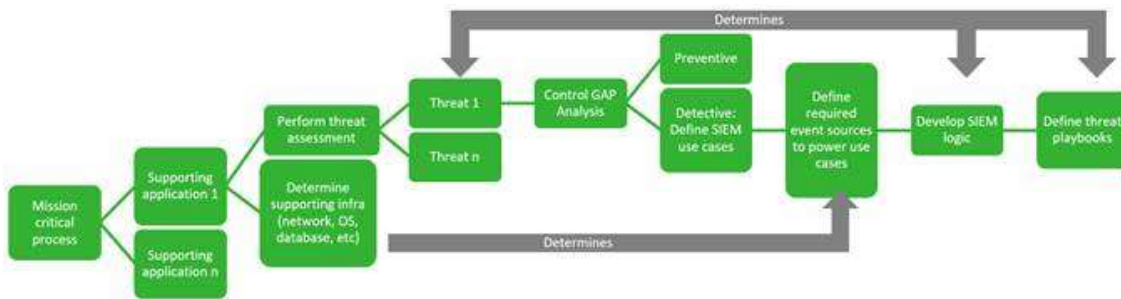 Determines
Preventive
Threat 1
Control GAP
Analysis
Define
required
event sources
to power use
cases
Perform threat
assessment
Detective:
Define SIEM
use cases
Develop SIEM
logic
Define threat
playbooks
Threat n
Supporting
application 1
Determine
supporting infra
(network, OS,
database, etc)
Mission
critical
process
Supporting
application n
Determines